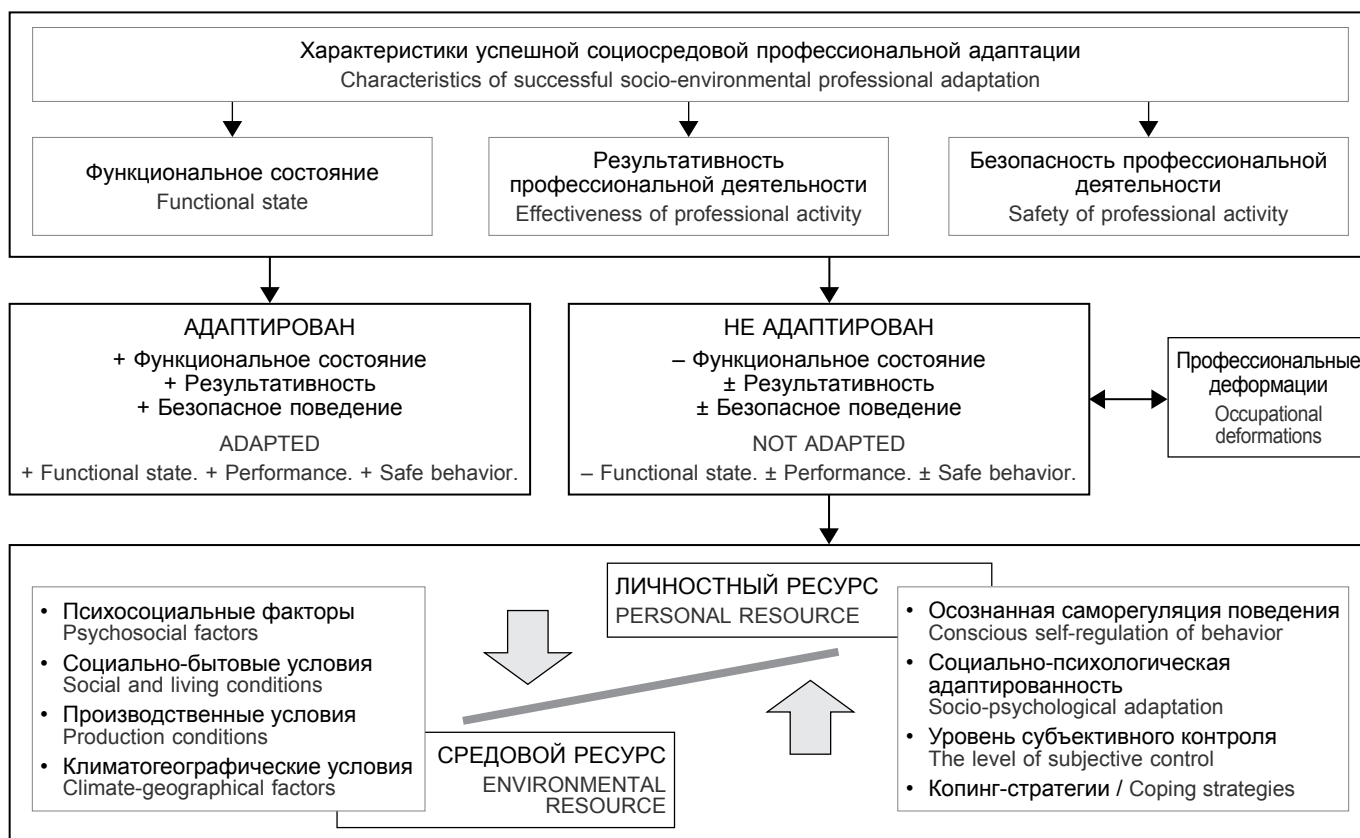 Характеристики успешной социосредовой профессиональной адаптации
Characteristics of successful socio-environmental professional adaptation
Функциональное состояние
Functional state
Результативность
профессиональной деятельности
Effectiveness of professional activity
Безопасность профессиональной
деятельности
Safety of professional activity
АДАПТИРОВАН
+ Функциональное состояние
+ Результативность
+ Безопасное поведение
ADAPTED
+ Functional state. + Performance. + Safe behavior.
НЕ АДАПТИРОВАН
– Функциональное состояние
± Результативность
± Безопасное поведение
NOT ADAPTED
– Functional state. ± Performance. ± Safe behavior.
Профессиональные
деформации
Occupational
deformations
• Психосоциальные факторы
Psychosocial factors
• Социально-бытовые условия
Social and living conditions
• Производственные условия
Production conditions
• Климатогеографические условия
Climate-geographical factors
ЛИЧНОСТНЫЙ РЕСУРС
PERSONAL RESOURCE
СРЕДОВОЙ РЕСУРС
ENVIRONMENTAL
RESOURCE
• Осознанная саморегуляция поведения
Conscious self-regulation of behavior
• Социально-психологическая
адаптированность
Socio-psychological adaptation
• Уровень субъективного контроля
The level of subjective control
• Копинг-стратегии / Coping strategies